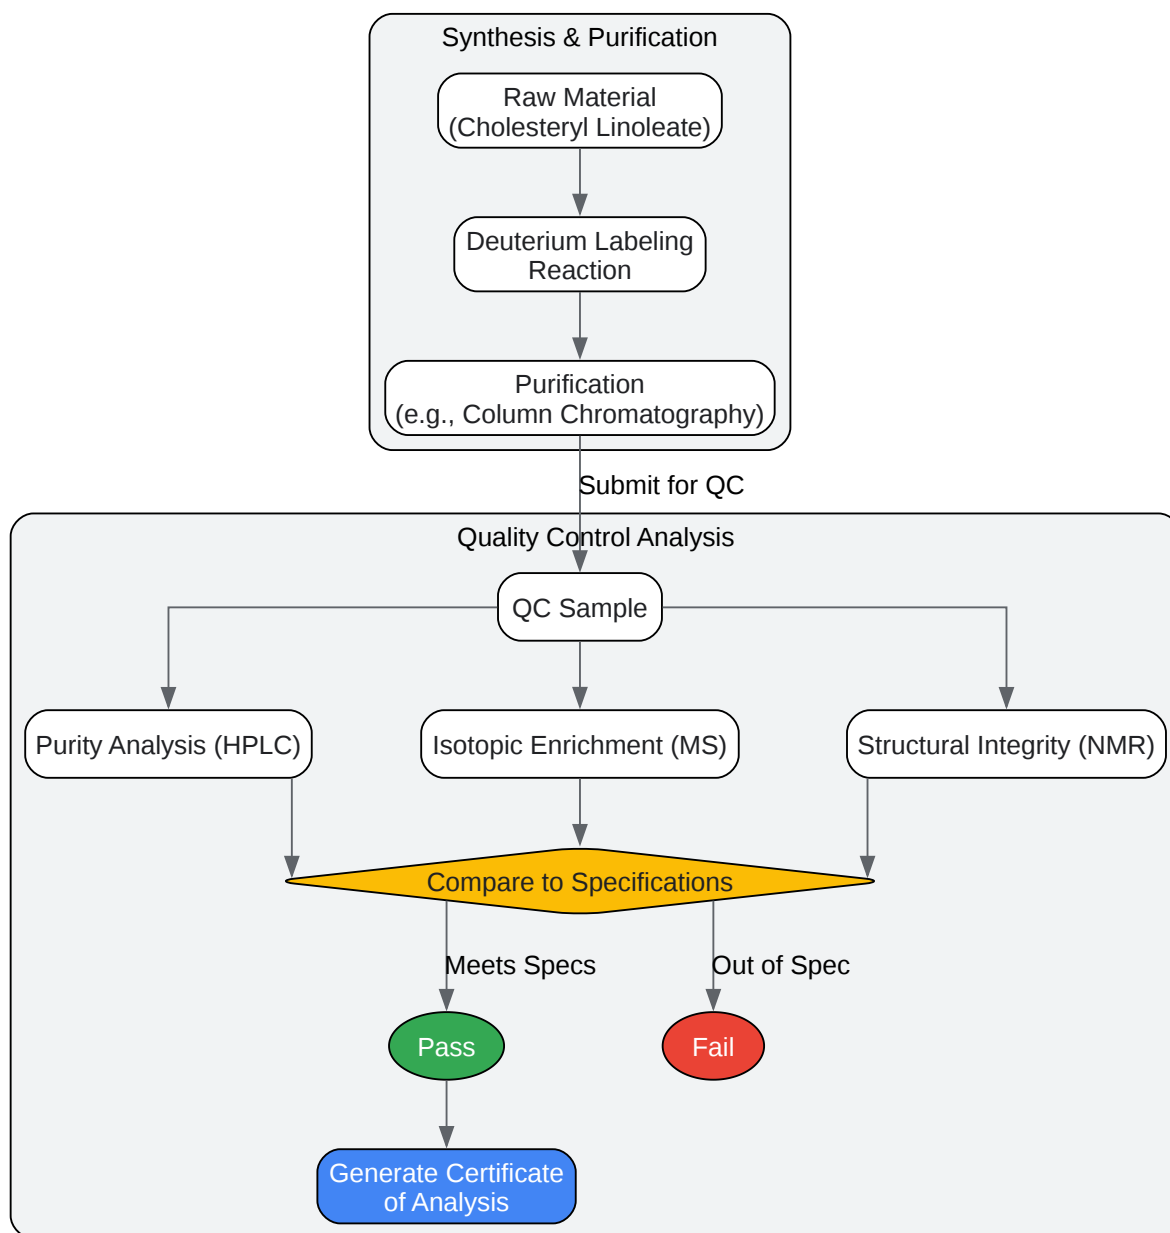 Synthesis & Purification
Raw Material
(Cholesteryl Linoleate)
Deuterium Labeling
Reaction
Purification
(e.g., Column Chromatography)
Submit for QC
Quality Control Analysis
QC Sample
Purity Analysis (HPLC)
Isotopic Enrichment (MS)
Structural Integrity (NMR)
Compare to Specifications
Meets Specs
Out of Spec
Pass
Fail
Generate Certificate
of Analysis